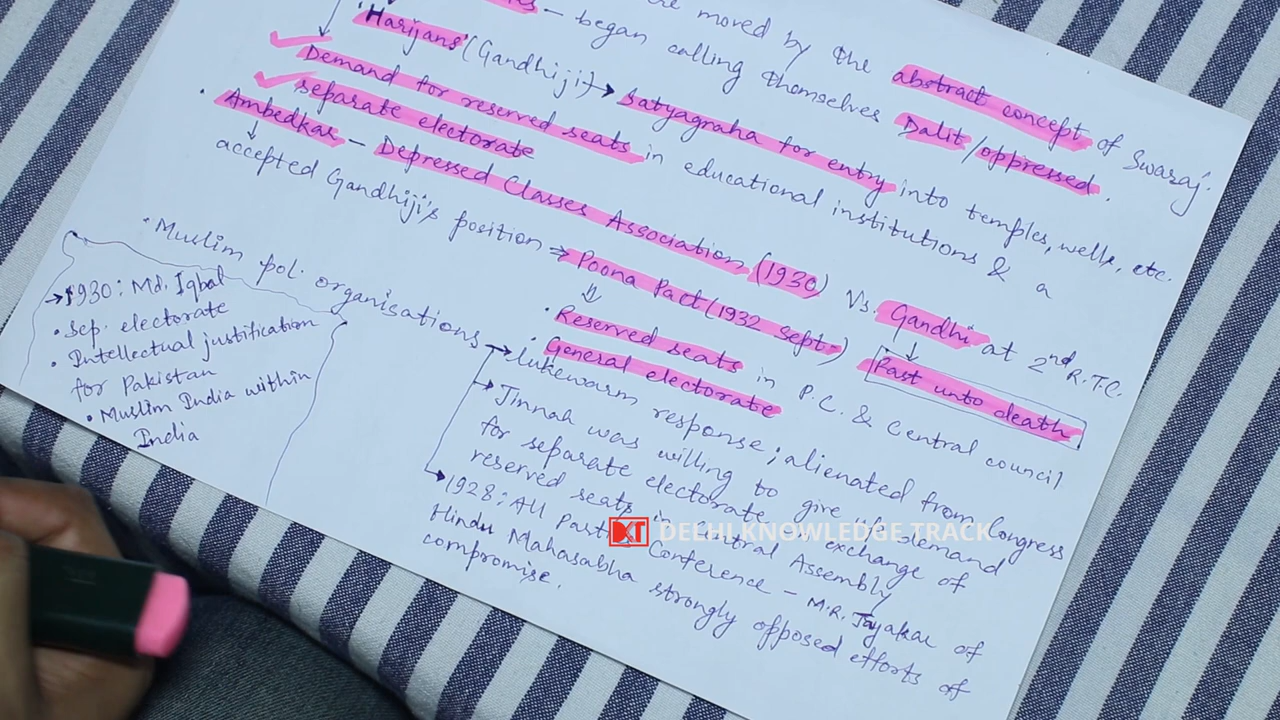 moved by the abstract concept of Swaraj.
– began calling themselves Dalit/oppressed.
• Harijans (Gandhiji) → Satyagraha for entry into temples, wells, etc.
Demand for reserved seats in educational institutions & a
separate electorate
• Ambedkar – Depressed Classes Association (1930) Vs. Gandhi at 2nd R.T.C.
accepted Gandhiji's position ⇒ Poona Pact (1932 Sept.) Fast unto death
• Reserved seats in P.C. & Central council
• General electorate
• Muslim pol. organisations → lukewarm response; alienated from Congress
→ Jinnah was willing to give up demand
for separate electorate in exchange of
reserved seats in Central Assembly
→ 1928: All Parties Conference – M.R. Jayakar of
Hindu Mahasabha strongly opposed efforts of
compromise.
→ 1930: Md. Iqbal
• Sep. electorate
• Intellectual justification
for Pakistan
• Muslim India within
India
DKT DELHI KNOWLEDGE TRACK